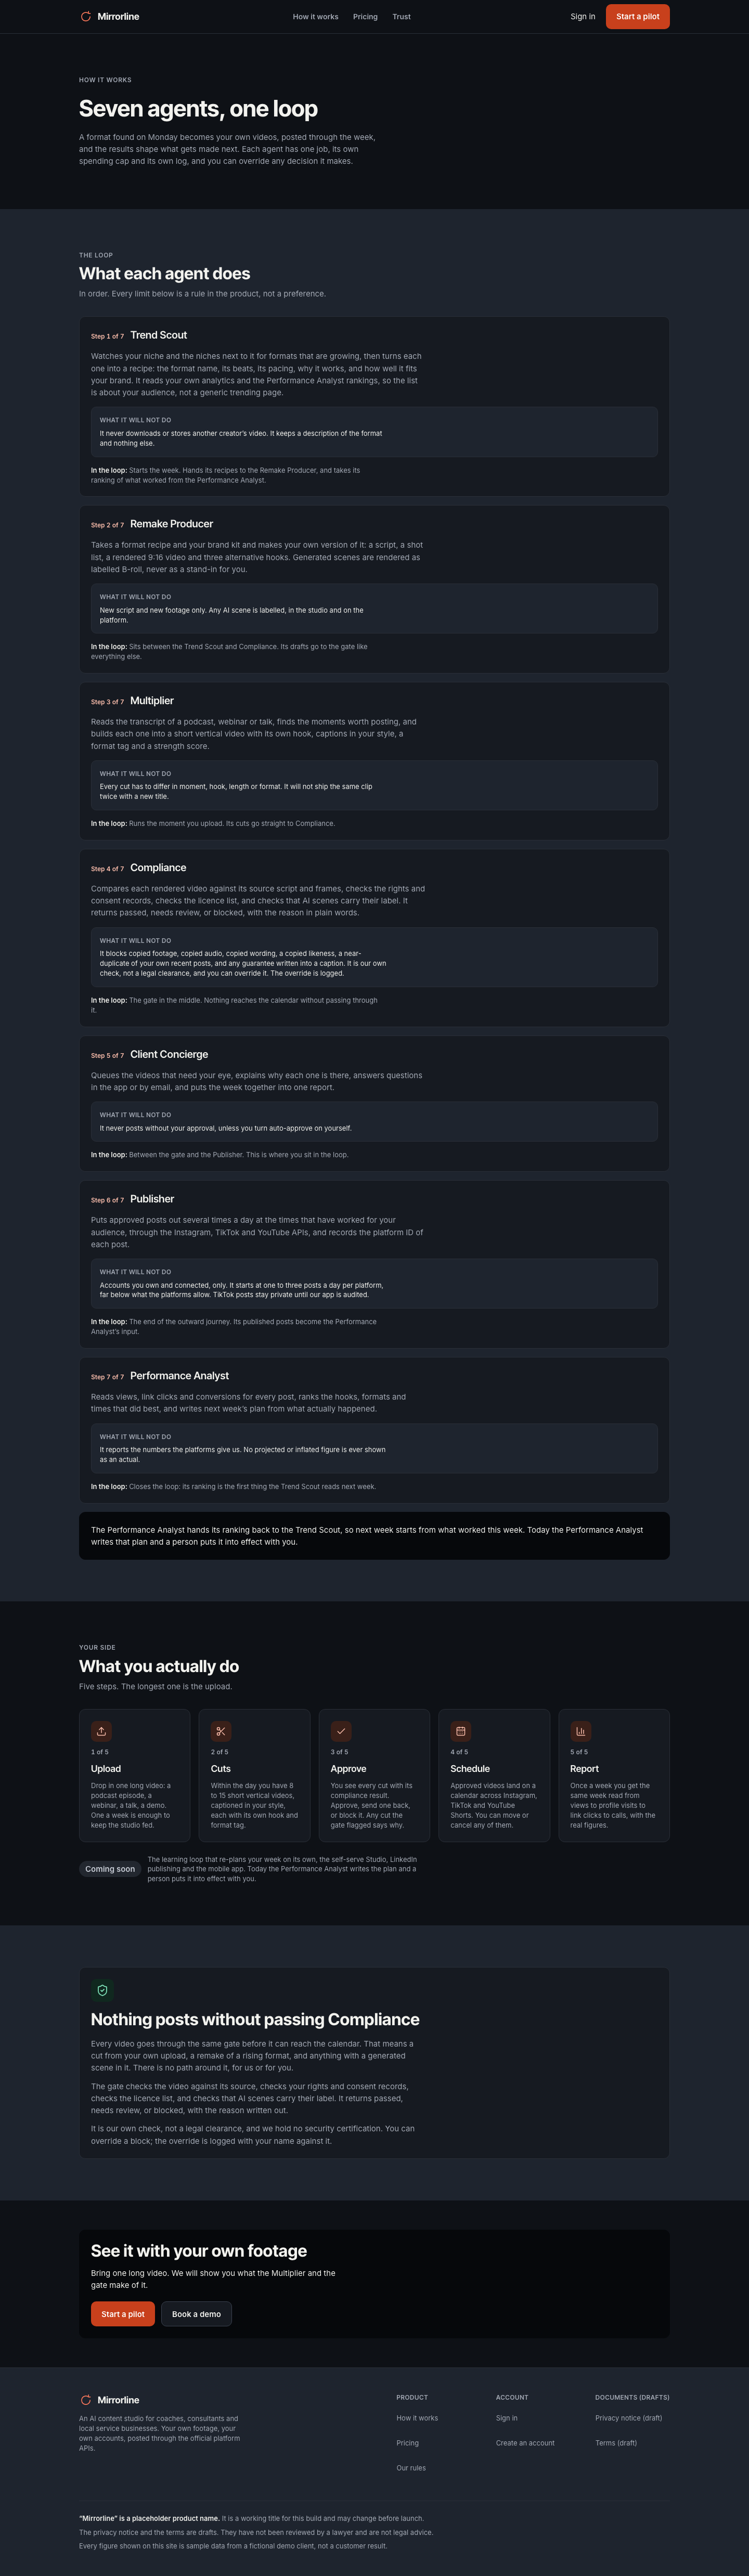 Mirrorline
How it works
Pricing
Trust
Sign in
Start a pilot
HOW IT WORKS
Seven agents, one loop
A format found on Monday becomes your own videos, posted through the week,
and the results shape what gets made next. Each agent has one job, its own
spending cap and its own log, and you can override any decision it makes.
THE LOOP
What each agent does
In order. Every limit below is a rule in the product, not a preference.
Step 1 of 7 Trend Scout
Watches your niche and the niches next to it for formats that are growing, then turns each
one into a recipe: the format name, its beats, its pacing, why it works, and how well it fits
your brand. It reads your own analytics and the Performance Analyst rankings, so the list
is about your audience, not a generic trending page.
WHAT IT WILL NOT DO
It never downloads or stores another creator's video. It keeps a description of the format
and nothing else.
In the loop: Starts the week. Hands its recipes to the Remake Producer, and takes its
ranking of what worked from the Performance Analyst.
Step 2 of 7 Remake Producer
Takes a format recipe and your brand kit and makes your own version of it: a script, a shot
list, a rendered 9:16 video and three alternative hooks. Generated scenes are rendered as
labelled B-roll, never as a stand-in for you.
WHAT IT WILL NOT DO
New script and new footage only. Any AI scene is labelled, in the studio and on the
platform.
In the loop: Sits between the Trend Scout and Compliance. Its drafts go to the gate like
everything else.
Step 3 of 7 Multiplier
Reads the transcript of a podcast, webinar or talk, finds the moments worth posting, and
builds each one into a short vertical video with its own hook, captions in your style, a
format tag and a strength score.
WHAT IT WILL NOT DO
Every cut has to differ in moment, hook, length or format. It will not ship the same clip
twice with a new title.
In the loop: Runs the moment you upload. Its cuts go straight to Compliance.
Step 4 of 7 Compliance
Compares each rendered video against its source script and frames, checks the rights and
consent records, checks the licence list, and checks that AI scenes carry their label. It
returns passed, needs review, or blocked, with the reason in plain words.
WHAT IT WILL NOT DO
It blocks copied footage, copied audio, copied wording, a copied likeness, a near-
duplicate of your own recent posts, and any guarantee written into a caption. It is our own
check, not a legal clearance, and you can override it. The override is logged.
In the loop: The gate in the middle. Nothing reaches the calendar without passing through
it.
Step 5 of 7 Client Concierge
Queues the videos that need your eye, explains why each one is there, answers questions
in the app or by email, and puts the week together into one report.
WHAT IT WILL NOT DO
It never posts without your approval, unless you turn auto-approve on yourself.
In the loop: Between the gate and the Publisher. This is where you sit in the loop.
Step 6 of 7 Publisher
Puts approved posts out several times a day at the times that have worked for your
audience, through the Instagram, TikTok and YouTube APIs, and records the platform ID of
each post.
WHAT IT WILL NOT DO
Accounts you own and connected, only. It starts at one to three posts a day per platform,
far below what the platforms allow. TikTok posts stay private until our app is audited.
In the loop: The end of the outward journey. Its published posts become the Performance
Analyst's input.
Step 7 of 7 Performance Analyst
Reads views, link clicks and conversions for every post, ranks the hooks, formats and
times that did best, and writes next week's plan from what actually happened.
WHAT IT WILL NOT DO
It reports the numbers the platforms give us. No projected or inflated figure is ever shown
as an actual.
In the loop: Closes the loop: its ranking is the first thing the Trend Scout reads next week.
The Performance Analyst hands its ranking back to the Trend Scout, so next week starts from what worked this week. Today the Performance Analyst
writes that plan and a person puts it into effect with you.
YOUR SIDE
What you actually do
Five steps. The longest one is the upload.
1 of 5
Upload
Drop in one long video: a
podcast episode, a
webinar, a talk, a demo.
One a week is enough to
keep the studio fed.
2 of 5
Cuts
Within the day you have 8
to 15 short vertical videos,
captioned in your style,
each with its own hook and
format tag.
3 of 5
Approve
You see every cut with its
compliance result.
Approve, send one back,
or block it. Any cut the
gate flagged says why.
4 of 5
Schedule
Approved videos land on a
calendar across Instagram,
TikTok and YouTube
Shorts. You can move or
cancel any of them.
5 of 5
Report
Once a week you get the
same week read from
views to profile visits to
link clicks to calls, with the
real figures.
Coming soon
The learning loop that re-plans your week on its own, the self-serve Studio, LinkedIn
publishing and the mobile app. Today the Performance Analyst writes the plan and a
person puts it into effect with you.
Nothing posts without passing Compliance
Every video goes through the same gate before it can reach the calendar. That means a
cut from your own upload, a remake of a rising format, and anything with a generated
scene in it. There is no path around it, for us or for you.
The gate checks the video against its source, checks your rights and consent records,
checks the licence list, and checks that AI scenes carry their label. It returns passed,
needs review, or blocked, with the reason written out.
It is our own check, not a legal clearance, and we hold no security certification. You can
override a block; the override is logged with your name against it.
See it with your own footage
Bring one long video. We will show you what the Multiplier and the
gate make of it.
Start a pilot
Book a demo
Mirrorline
An AI content studio for coaches, consultants and
local service businesses. Your own footage, your
own accounts, posted through the official platform
APIs.
PRODUCT
How it works
Pricing
Our rules
ACCOUNT
Sign in
Create an account
DOCUMENTS (DRAFTS)
Privacy notice (draft)
Terms (draft)
"Mirrorline" is a placeholder product name. It is a working title for this build and may change before launch.
The privacy notice and the terms are drafts. They have not been reviewed by a lawyer and are not legal advice.
Every figure shown on this site is sample data from a fictional demo client, not a customer result.